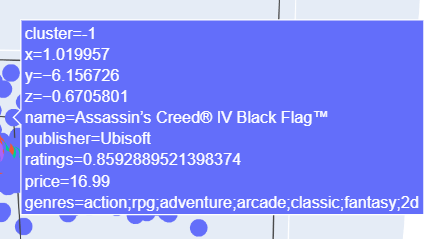 cluster=-1
x=1.019957
y=-6.156726
z=-0.6705801
name=Assassin’s Creed® IV Black Flag™
publisher=Ubisoft
ratings=0.8592889521398374
price=16.99
genres=action;rpg;adventure;arcade;classic;fantasy;2d